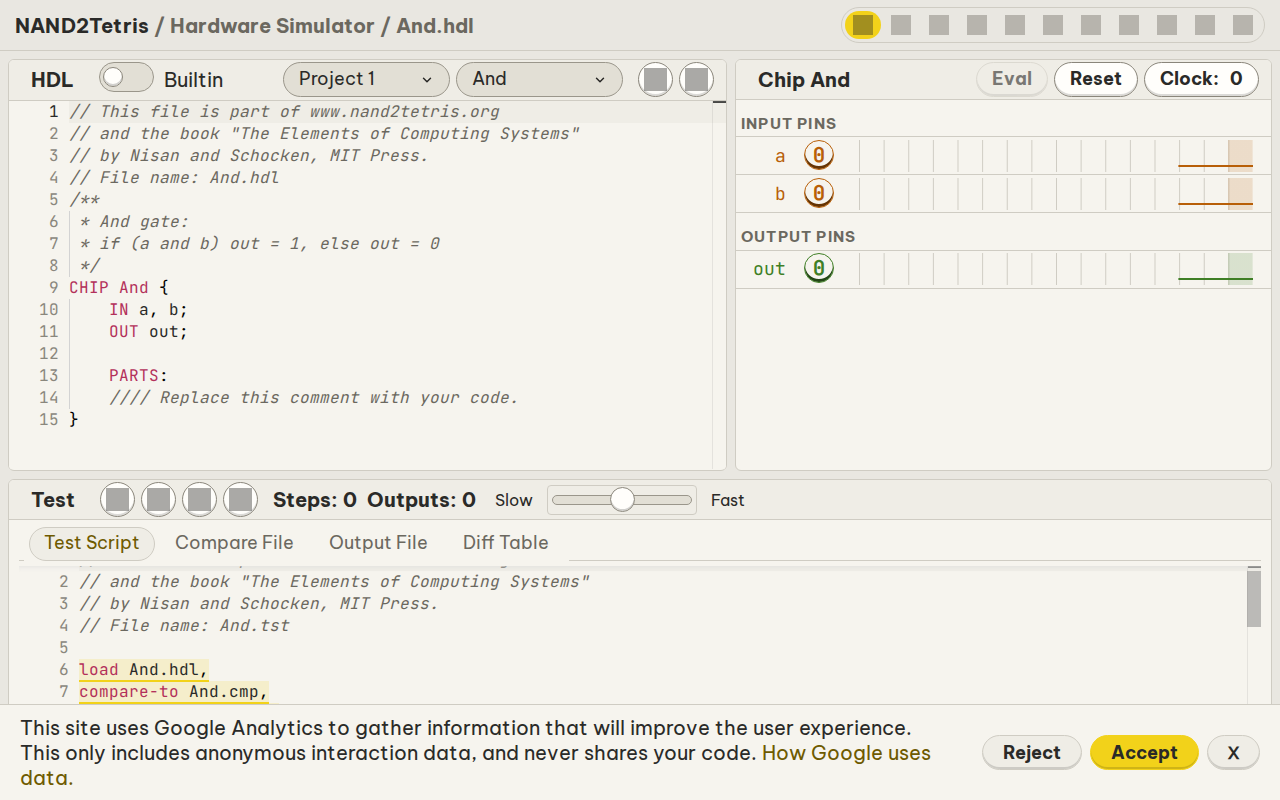 NAND2Tetris / Hardware Simulator / And.hdl
HDL Builtin Project 1 And
1 // This file is part of www.nand2tetris.org
2 // and the book "The Elements of Computing Systems"
3 // by Nisan and Schocken, MIT Press.
4 // File name: And.hdl
5 /**
6 * And gate:
7 * if (a and b) out = 1, else out = 0
8 */
9 CHIP And {
10 IN a, b;
11 OUT out;
12
13 PARTS:
14 //// Replace this comment with your code.
15 }
Chip And Eval Reset Clock: 0
INPUT PINS
a 0
b 0
OUTPUT PINS
out 0
Test Steps: 0 Outputs: 0 Slow Fast
Test Script Compare File Output File Diff Table
2 // and the book "The Elements of Computing Systems"
3 // by Nisan and Schocken, MIT Press.
4 // File name: And.tst
5
6 load And.hdl,
7 compare-to And.cmp,
This site uses Google Analytics to gather information that will improve the user experience.
This only includes anonymous interaction data, and never shares your code. How Google uses
data.
Reject Accept X